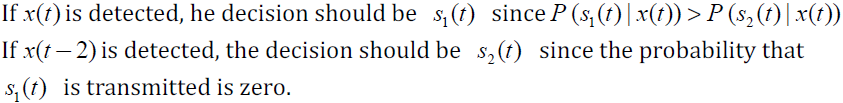 If x(t) is detected, he decision should be s₁(t) since P(s₁(t) | x(t)) > P(s₂(t) | x(t))
If x(t − 2) is detected, the decision should be s₂(t) since the probability that
s₁(t) is transmitted is zero.